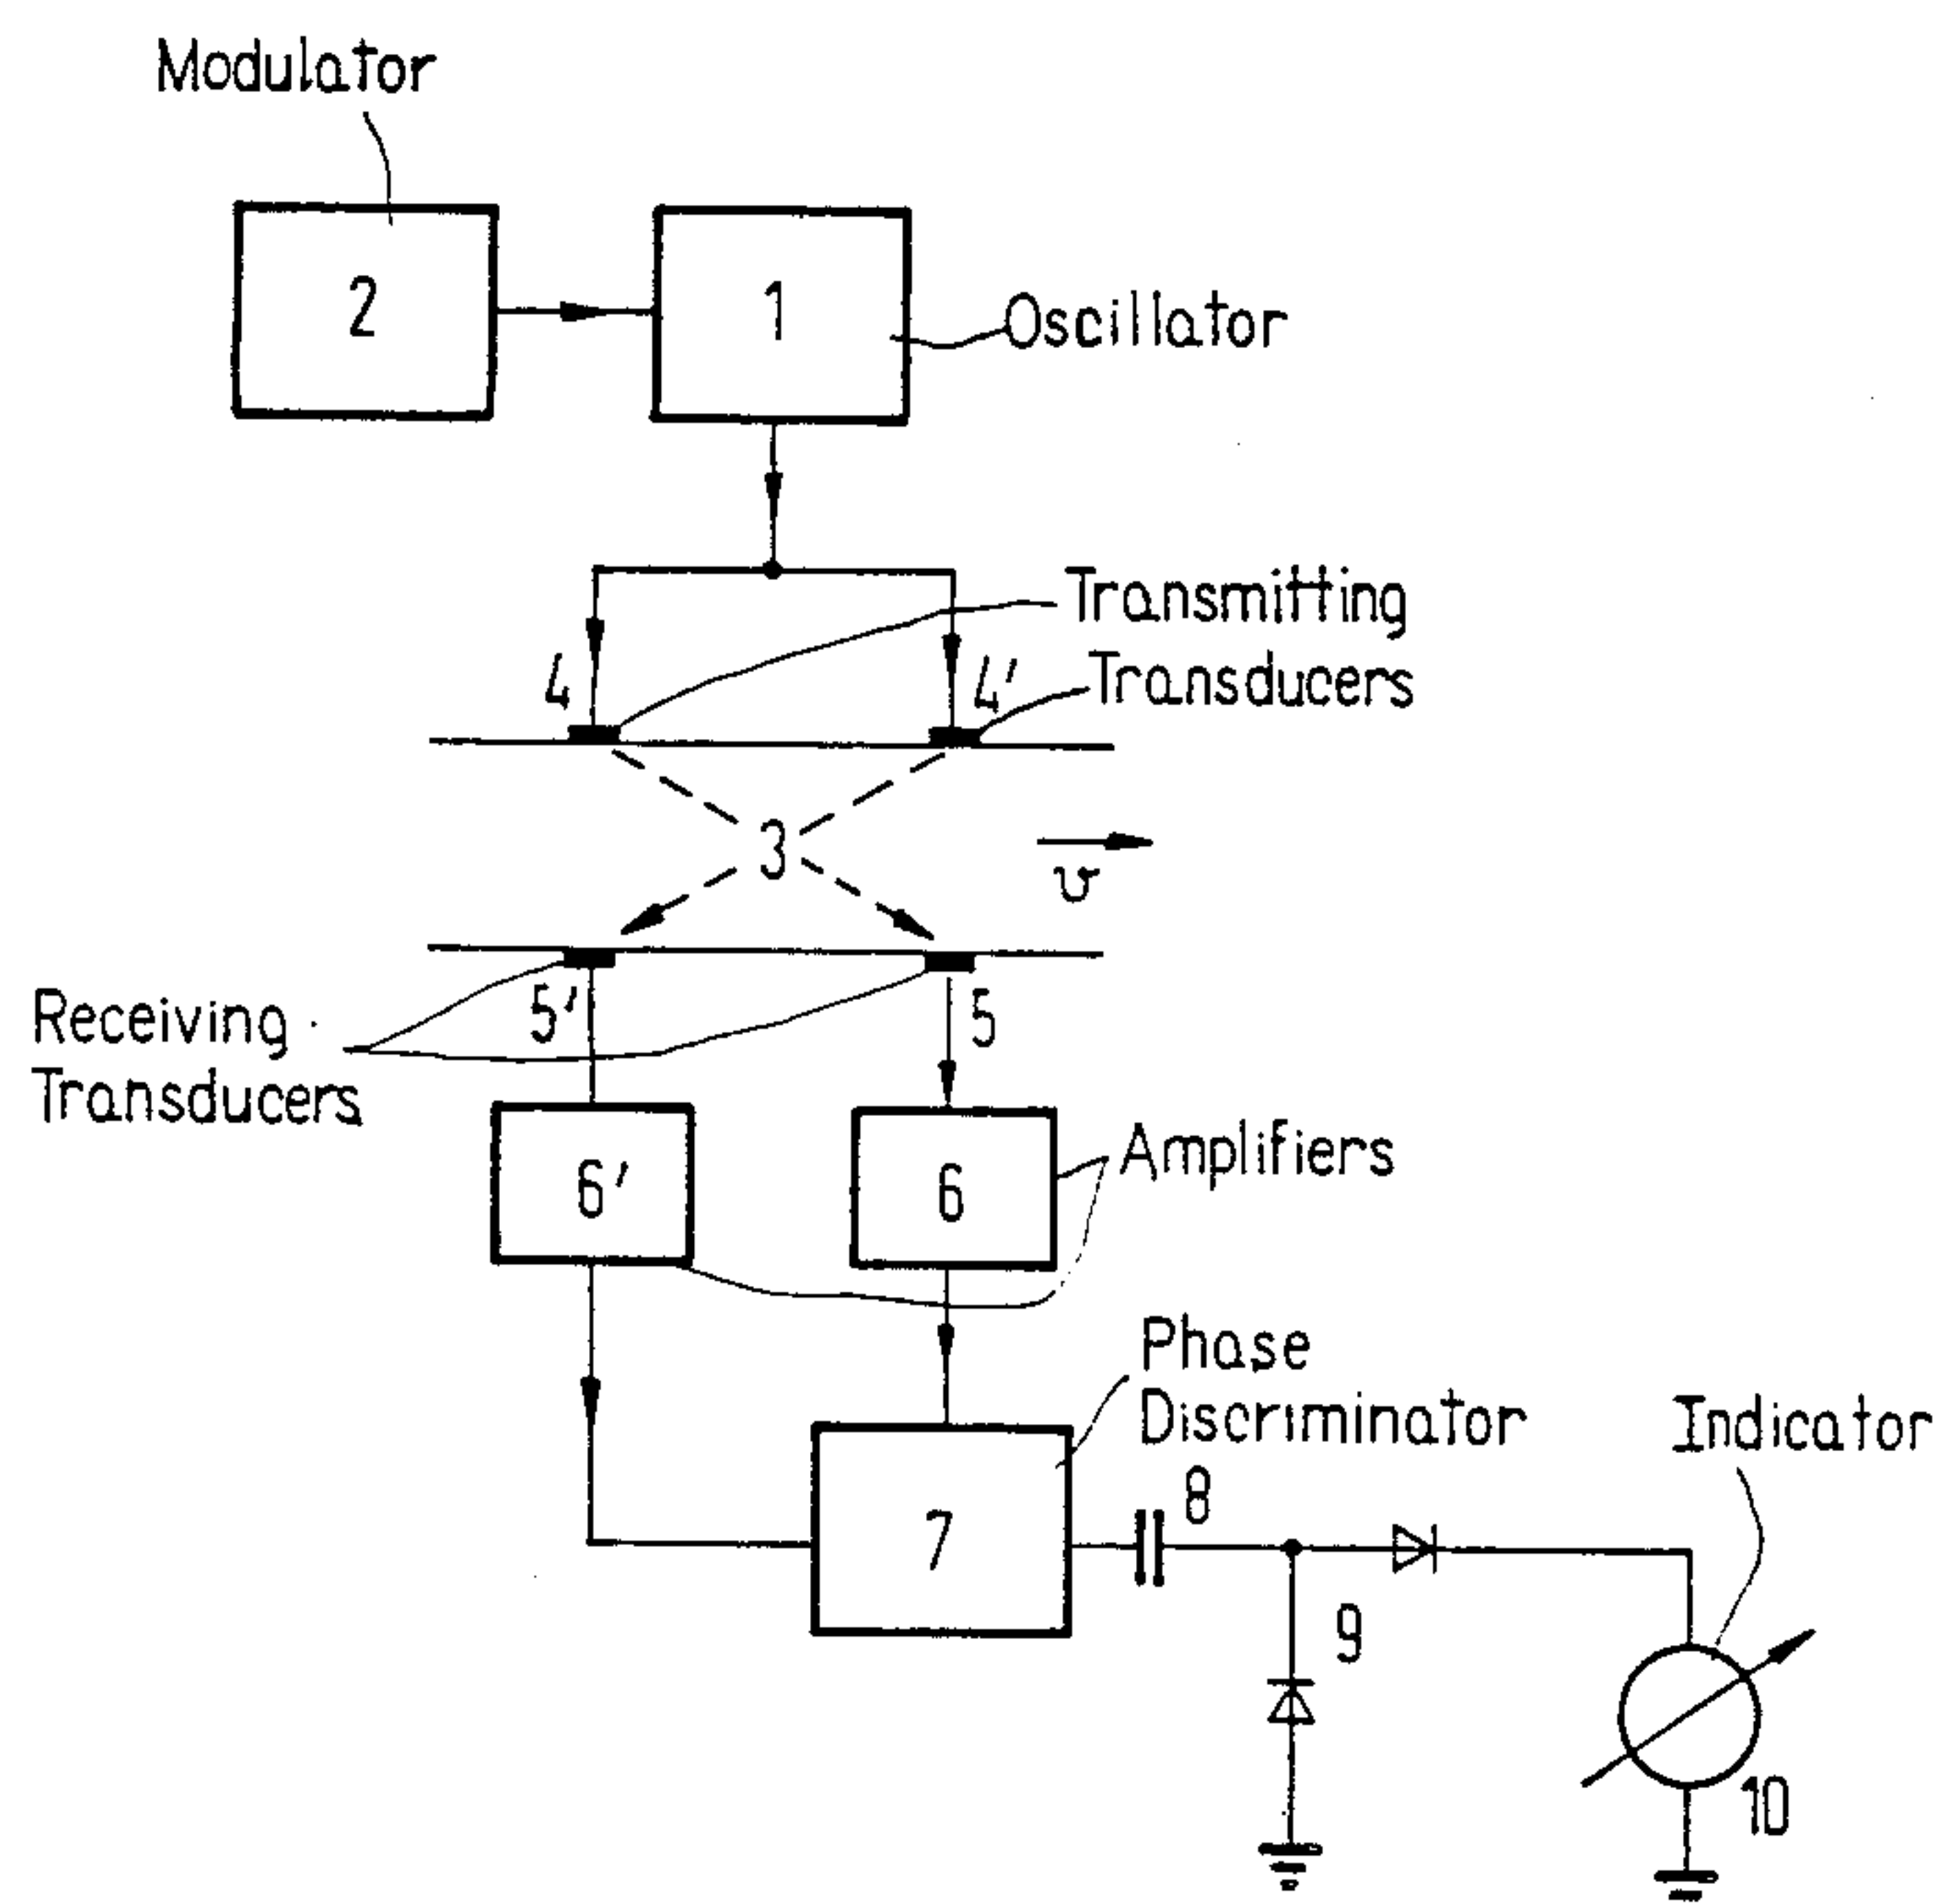 Modulator
2
1
Oscillator
4
4'
Transmitting
Transducers
3
v
Receiving
Transducers
5'
5
6'
6
Amplifiers
Phase
Discriminator
Indicator
7
8
9
10